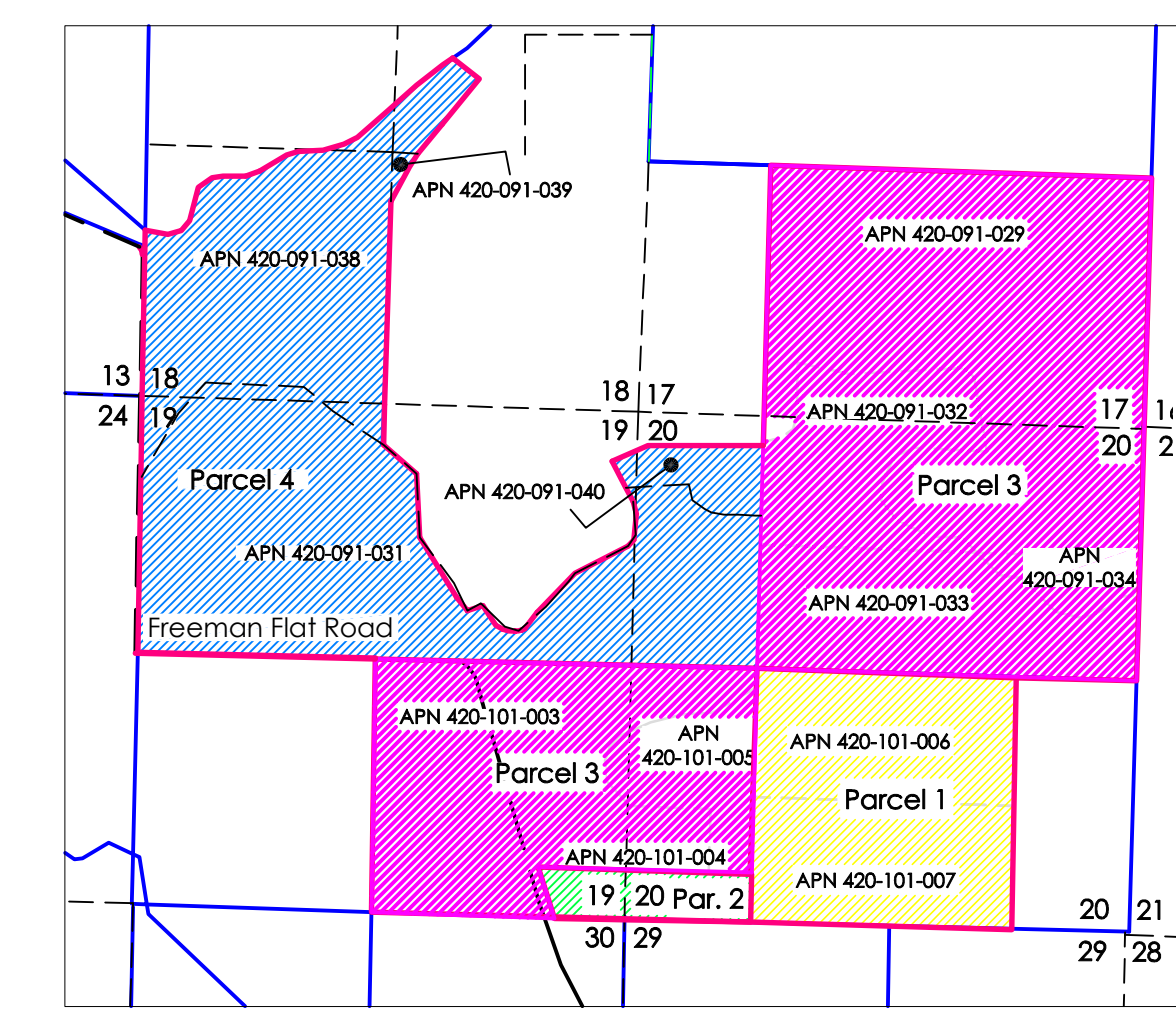 APN 420-091-039
APN 420-091-029
APN 420-091-038
13 18
18 17
17
24 19
19 20
20
APN 420-091-032
Parcel 4
APN 420-091-040
Parcel 3
APN 420-091-031
APN
420-091-034
APN 420-091-033
Freeman Flat Road
APN 420-101-003
APN
420-101-005
APN 420-101-006
Parcel 3
Parcel 1
APN 420-101-004
APN 420-101-007
19 20 Par. 2
20 21
30 29
29 28